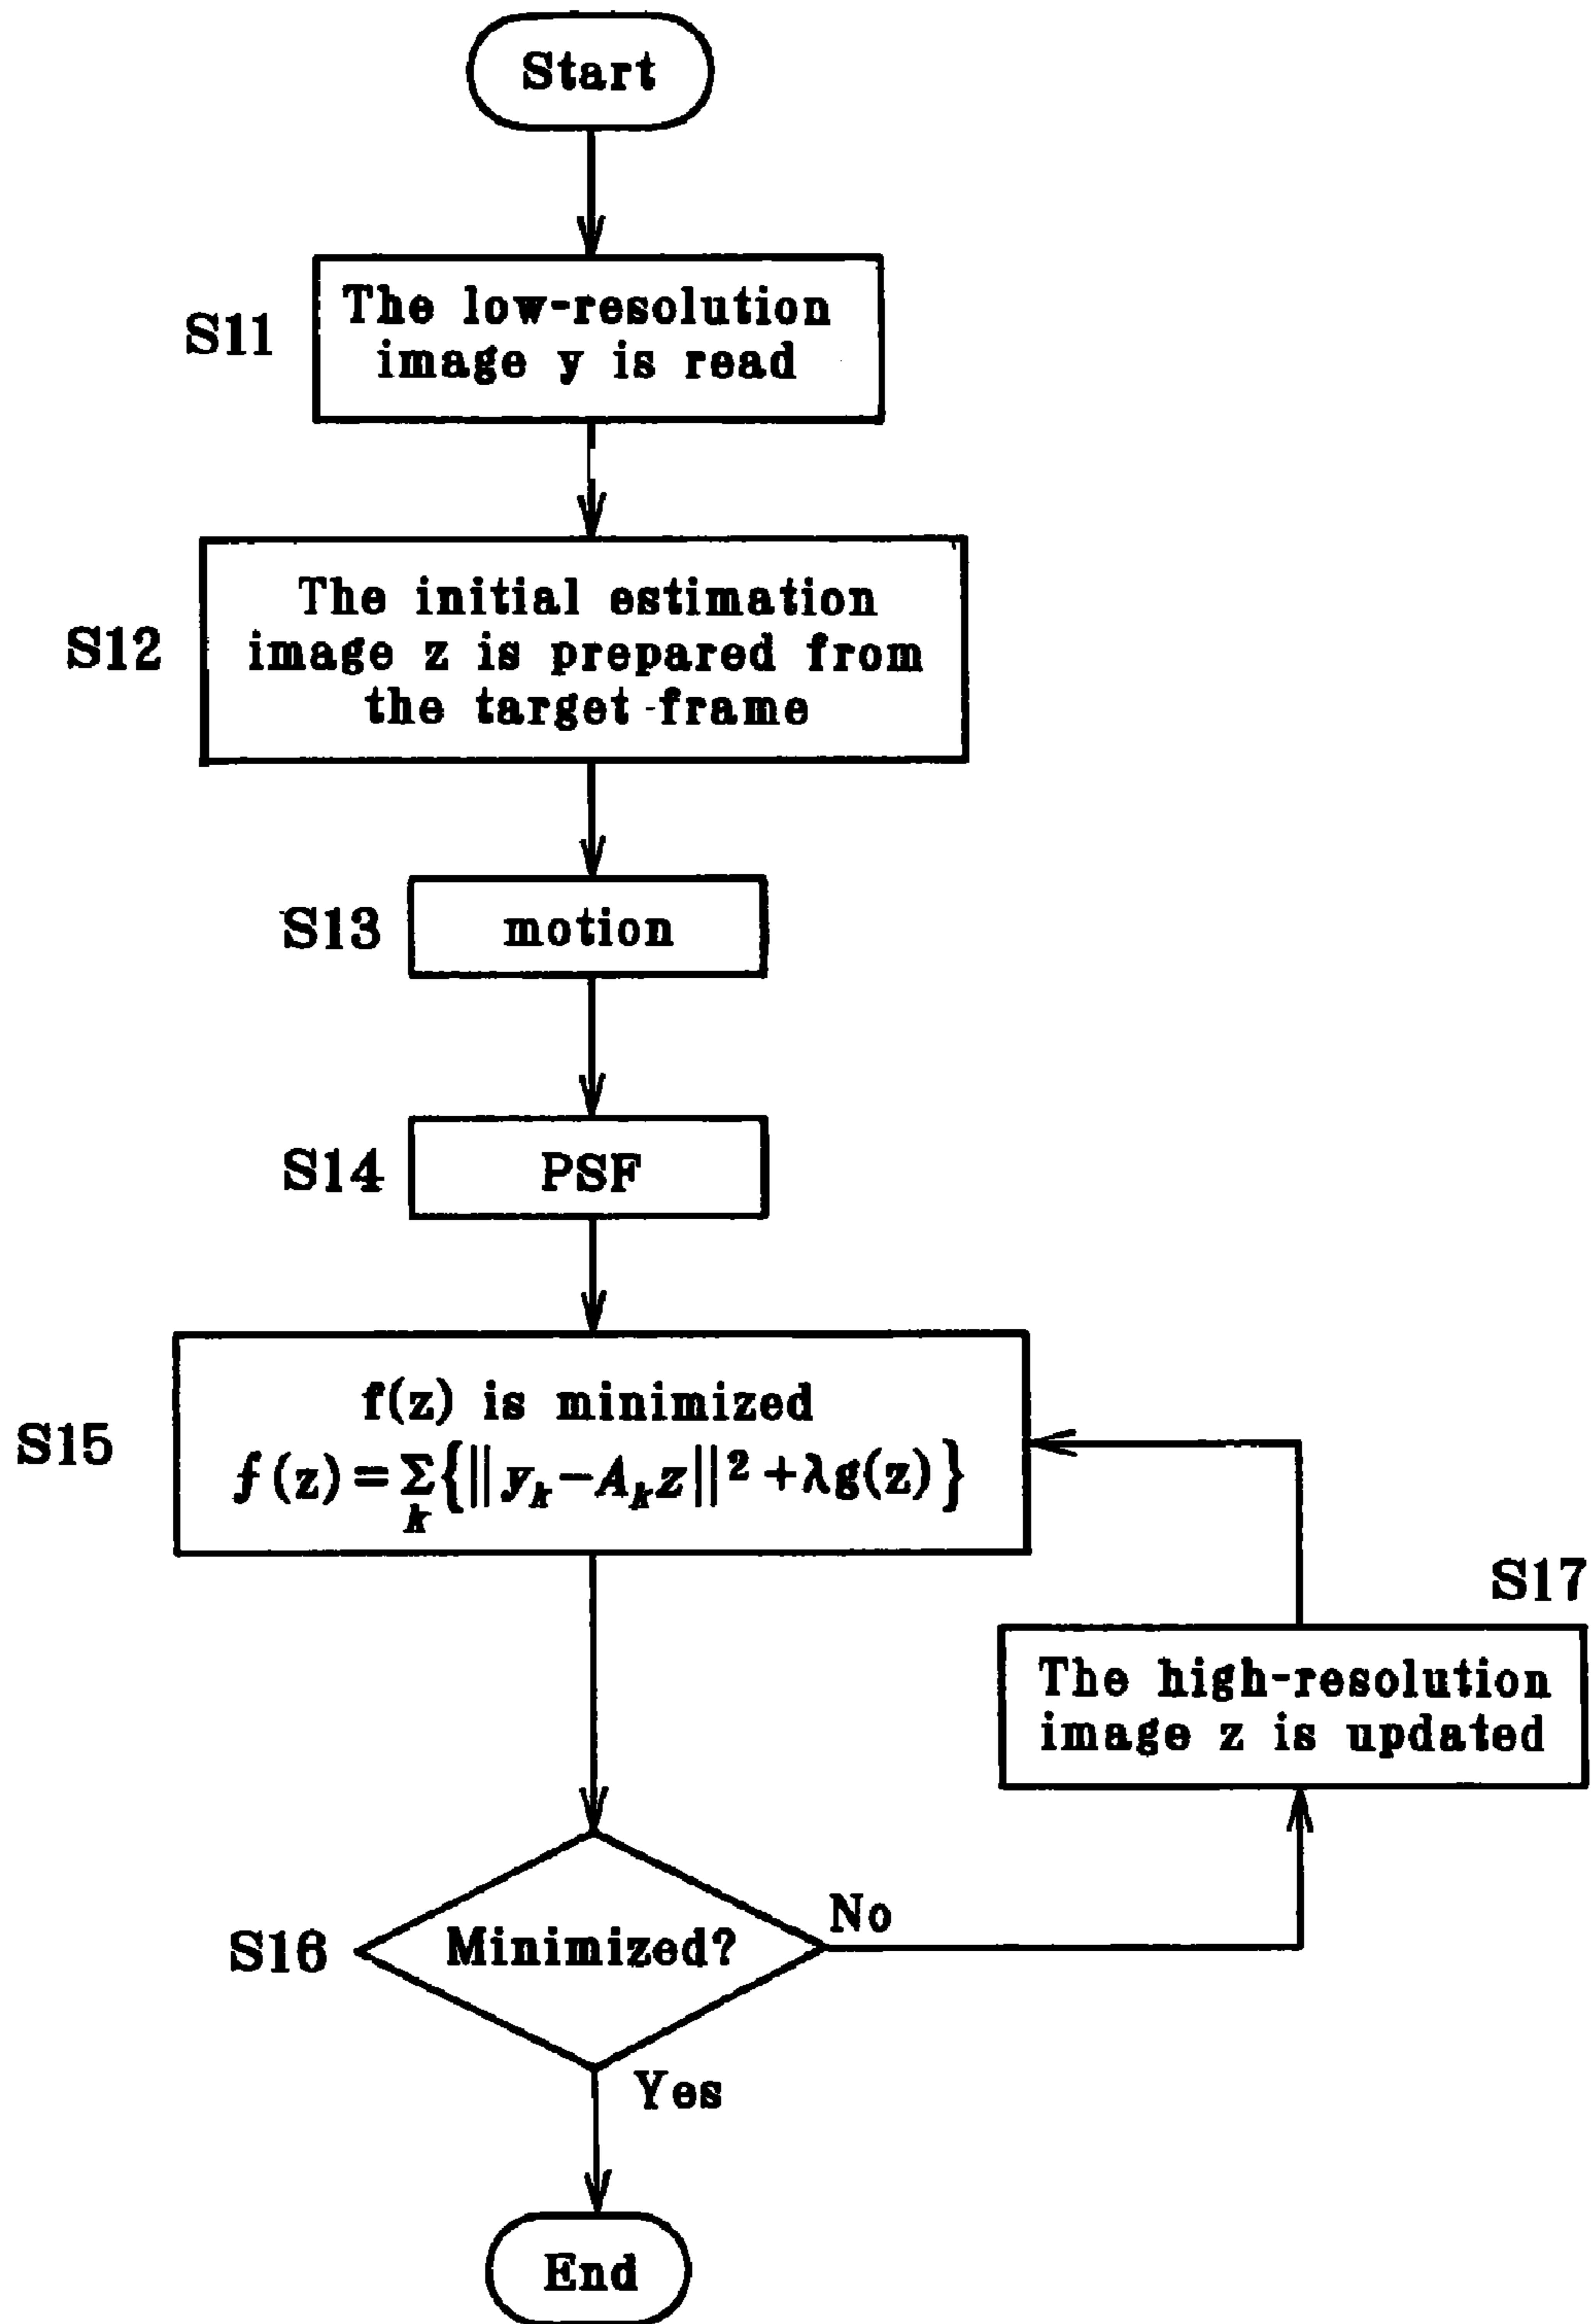 Start
S11
The low-resolution
image y is read
S12
The initial estimation
image z is prepared from
the target frame
S13
motion
S14
PSF
S15
f(z) is minimized
f(z)=Σ{||y_k−A_k z||²+λg(z)}
k
S17
The high-resolution
image z is updated
S16
Minimized?
No
Yes
End